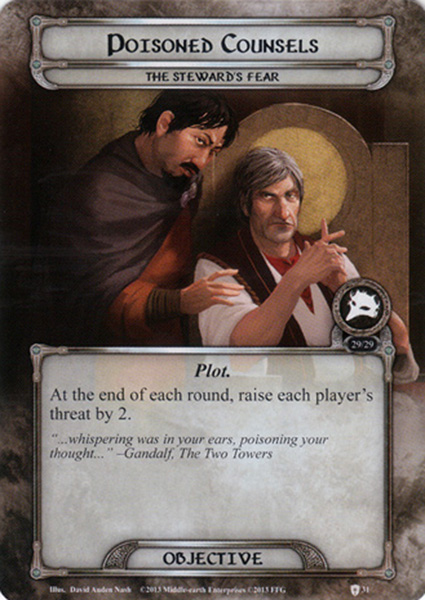 Poisoned Counsels
The Steward's Fear
29/29
Plot.
At the end of each round, raise each player's
threat by 2.
"...whispering was in your ears, poisoning your
thought..." –Gandalf, The Two Towers
Objective
Illus. David Auden Nash ©2013 Middle-earth Enterprises ©2013 FFG 31